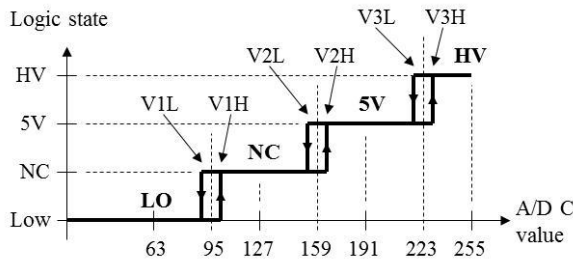 Logic state
V3L V3H
HV
V2L V2H
HV
5V
V1L V1H
5V
NC
NC
LO
Low
A/D C
value
63 95 127 159 191 223 255